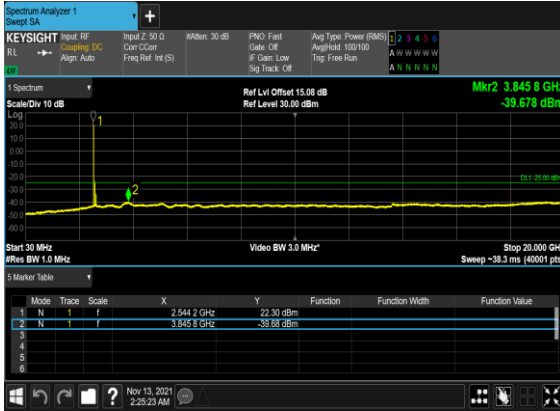 Spectrum Analyzer 1
Swept SA
+
KEYSIGHT Input: RF Input Z: 50 Ω #Atten: 30 dB PNO: Fast Avg Type: Power (RMS) 1 2 3 4 5 6
RL Coupling: DC Corr CCorr Gate: Off Avg|Hold: 100/100 A W W W W W
Align: Auto Freq Ref: Int (S) IF Gain: Low Trig: Free Run
Sig Track: Off A N N N N N
1 Spectrum Ref Lvl Offset 15.08 dB Mkr2 3.845 8 GHz
Scale/Div 10 dB Ref Level 30.00 dBm -39.678 dBm
Log
20.0
10.0
0.00
-10.0
-20.0
-30.0
-40.0
-50.0
-60.0
1
2
DL1 -25.00 dBm
Start 30 MHz Video BW 3.0 MHz* Stop 20.000 GHz
#Res BW 1.0 MHz Sweep ~38.3 ms (40001 pts)
5 Marker Table
Mode Trace Scale X Y Function Function Width Function Value
1 N 1 f 2.544 2 GHz 22.30 dBm
2 N 1 f 3.845 8 GHz -39.68 dBm
3
4
5
6
? Nov 13, 2021
2:25:23 AM